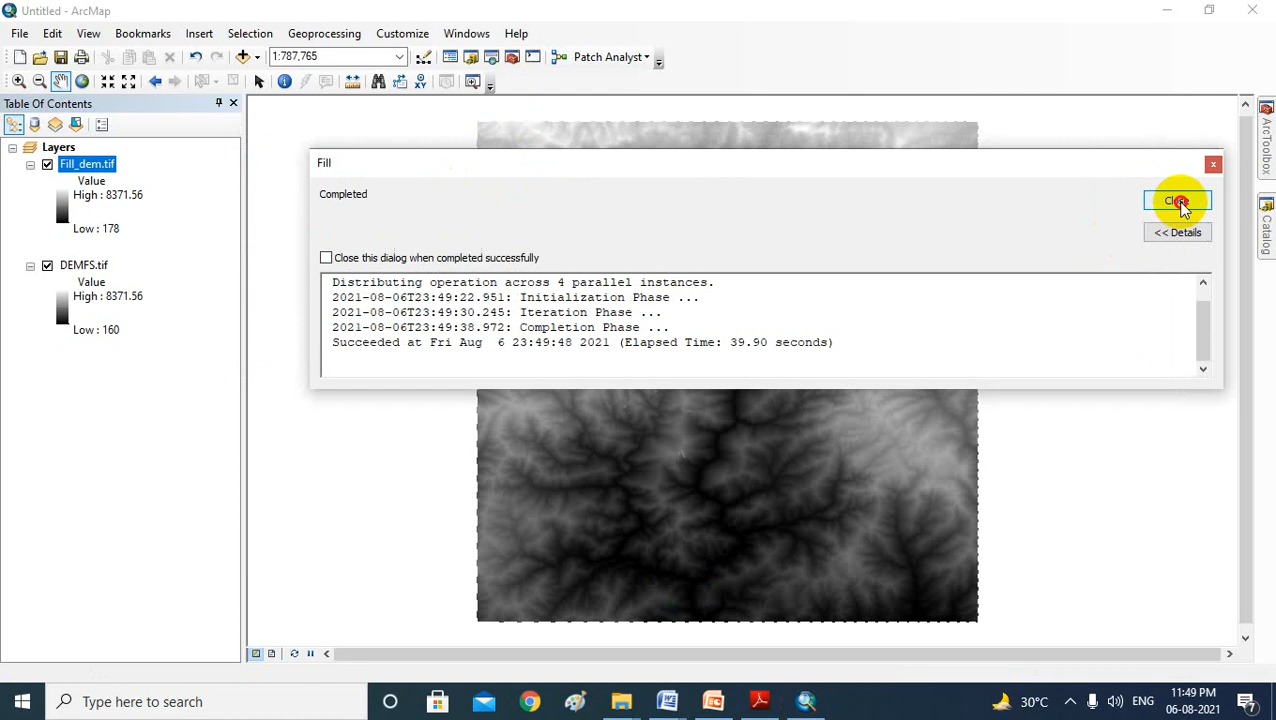 Untitled - ArcMap
File Edit View Bookmarks Insert Selection Geoprocessing Customize Windows Help
1:787,765
Patch Analyst
Table Of Contents
Layers
Fill_dem.tif
Value
High : 8371.56
Low : 178
DEMFS.tif
Value
High : 8371.56
Low : 160
Fill
Completed
<< Details
Close this dialog when completed successfully
Distributing operation across 4 parallel instances.
2021-08-06T23:49:22.951: Initialization Phase ...
2021-08-06T23:49:30.245: Iteration Phase ...
2021-08-06T23:49:38.972: Completion Phase ...
Succeeded at Fri Aug 6 23:49:48 2021 (Elapsed Time: 39.90 seconds)
ArcToolbox
Catalog
Type here to search
30°C
ENG
11:49 PM
06-08-2021
7